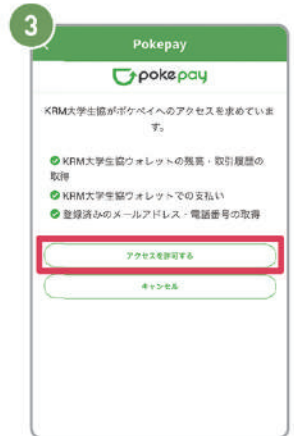 3
Pokepay
pokepay
KRM大学生協がポケペイへのアクセスを求めていま
す。
KRM大学生協ウォレットの残高・取引履歴の
取得
KRM大学生協ウォレットでの支払い
登録済みのメールアドレス・電話番号の取得
アクセスを許可する
キャンセル